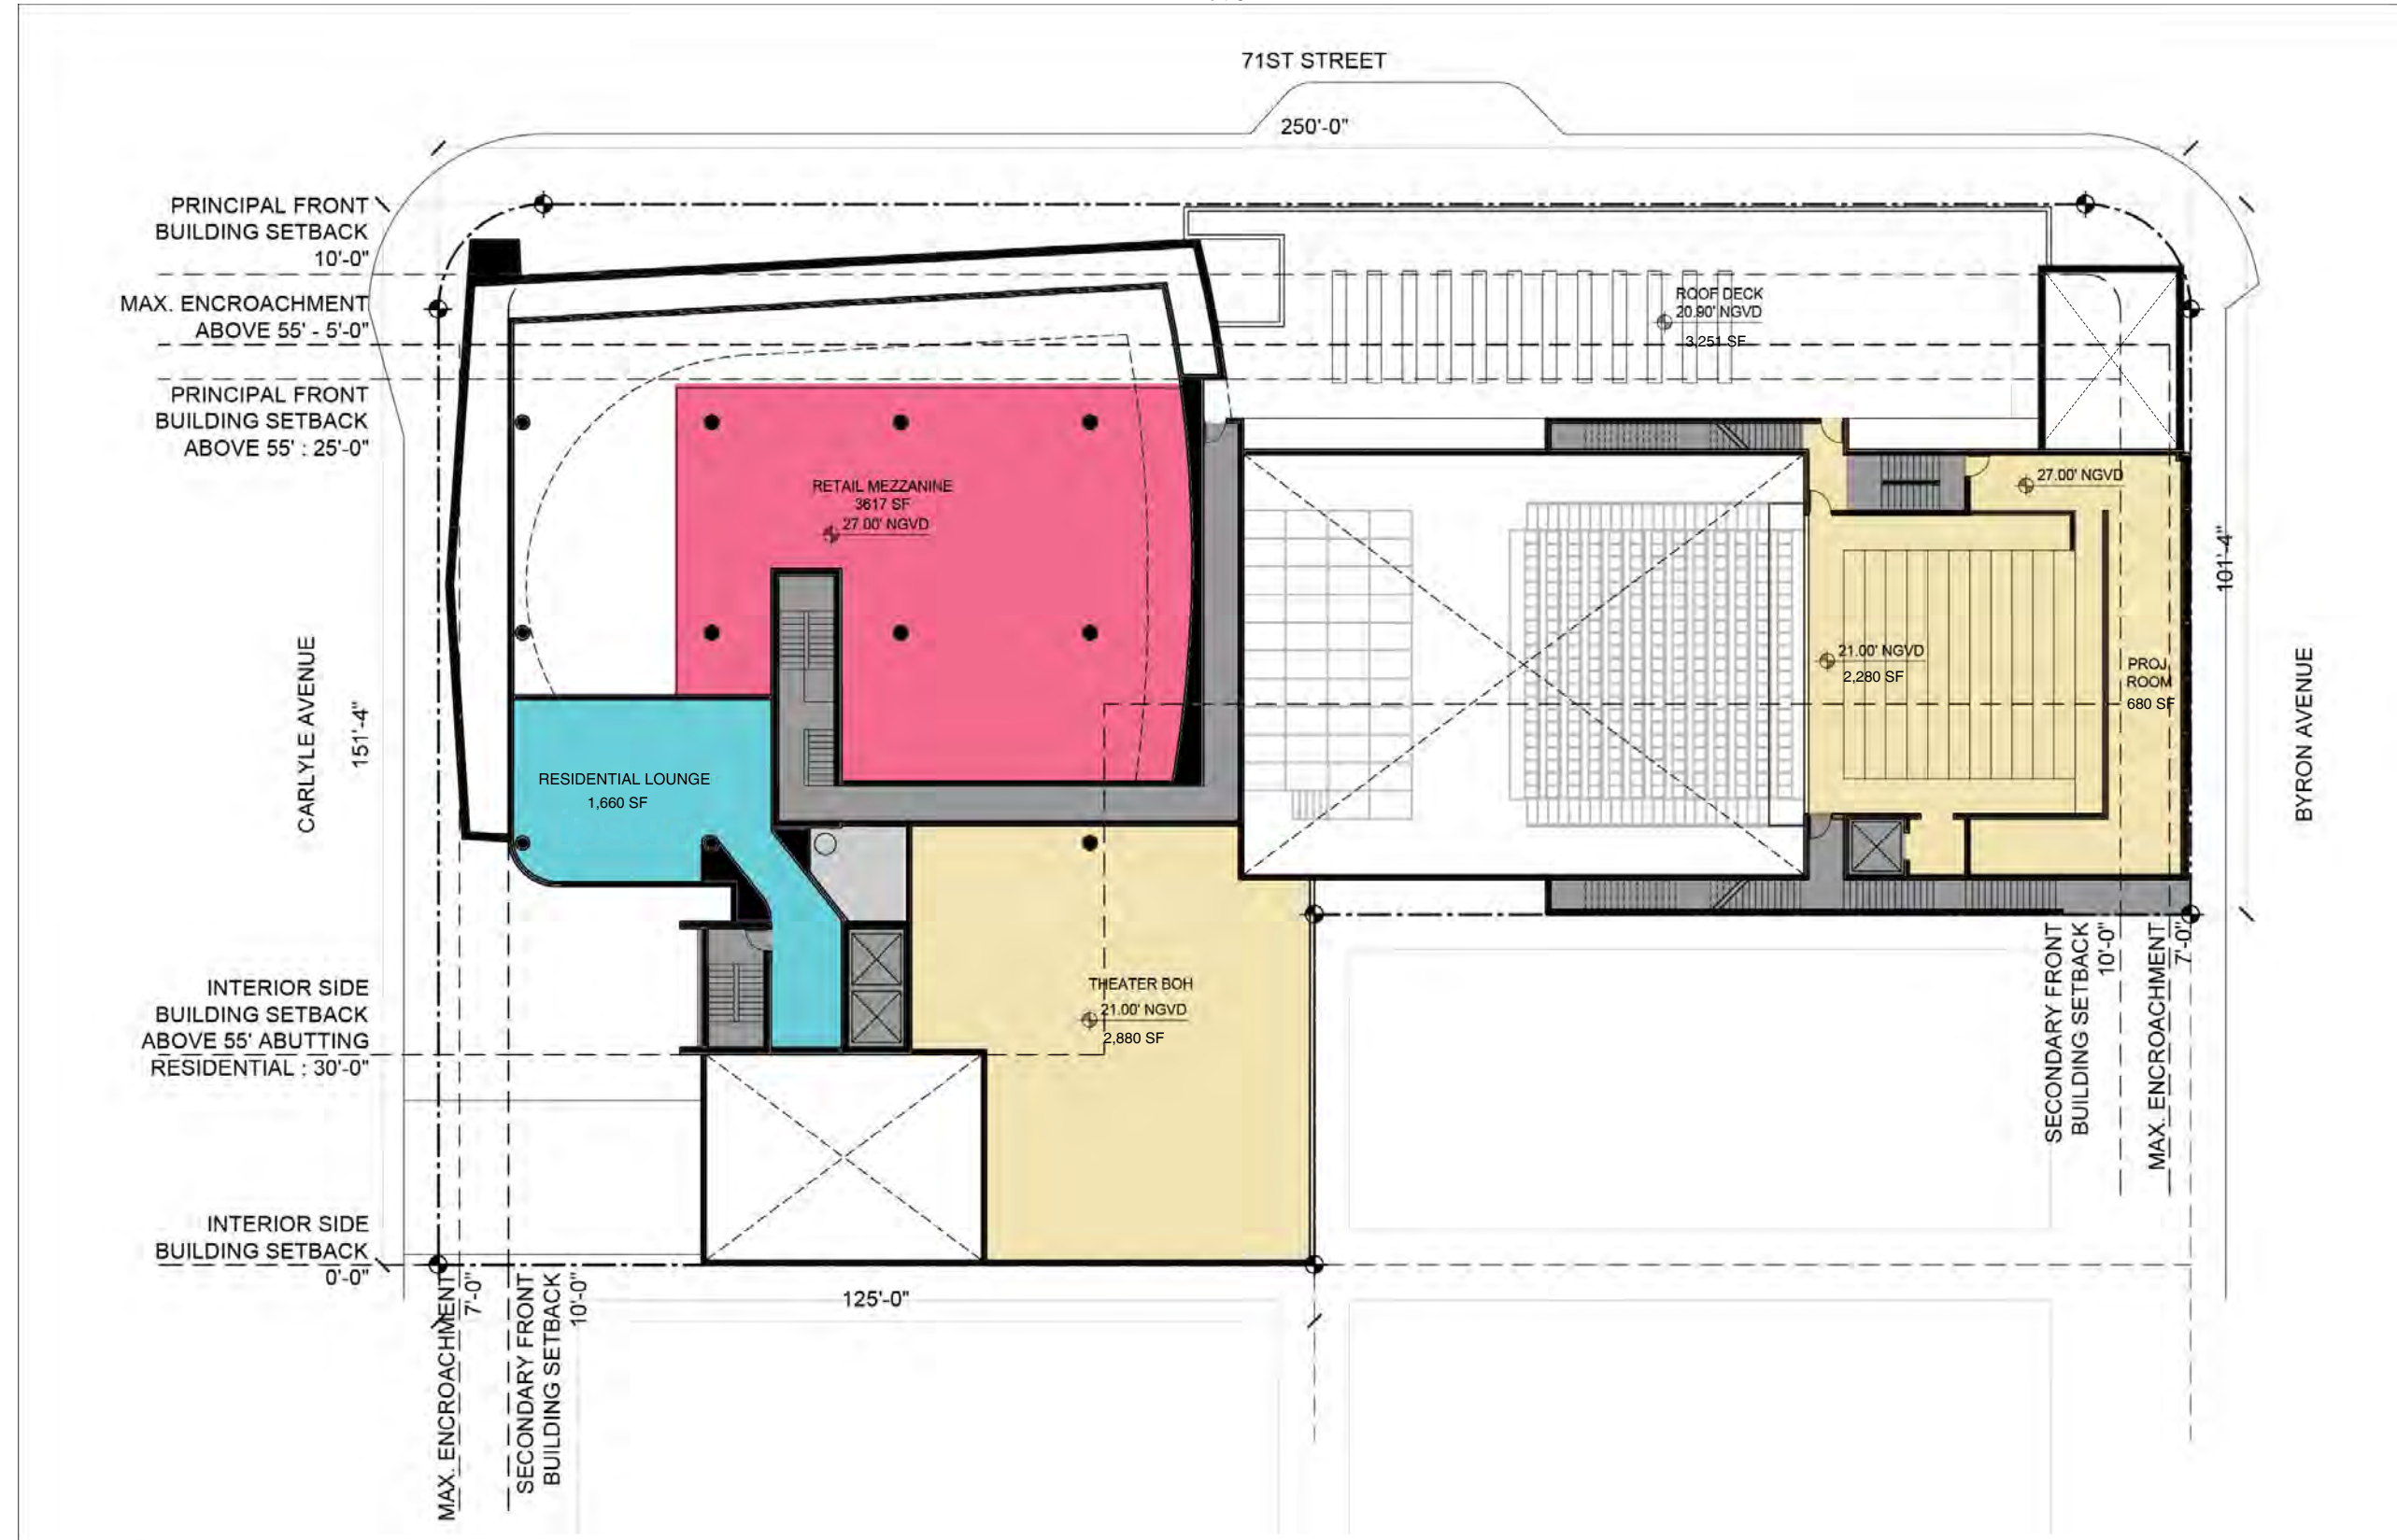 71ST STREET
250'-0"
PRINCIPAL FRONT
BUILDING SETBACK
10'-0"
MAX. ENCROACHMENT
ABOVE 55' - 5'-0"
PRINCIPAL FRONT
BUILDING SETBACK
ABOVE 55' : 25'-0"
ROOF DECK
20.90' NGVD
3,251 SF
RETAIL MEZZANINE
3617 SF
27.00' NGVD
27.00' NGVD
21.00' NGVD
2,280 SF
PROJ.
ROOM
680 SF
101'-4"
BYRON AVENUE
CARLYLE AVENUE
151'-4"
RESIDENTIAL LOUNGE
1,660 SF
THEATER BOH
21.00' NGVD
2,880 SF
INTERIOR SIDE
BUILDING SETBACK
ABOVE 55' ABUTTING
RESIDENTIAL : 30'-0"
INTERIOR SIDE
BUILDING SETBACK
0'-0"
SECONDARY FRONT
BUILDING SETBACK
10'-0"
MAX. ENCROACHMENT
7'-0"
125'-0"
MAX. ENCROACHMENT
7'-0"
SECONDARY FRONT
BUILDING SETBACK
10'-0"